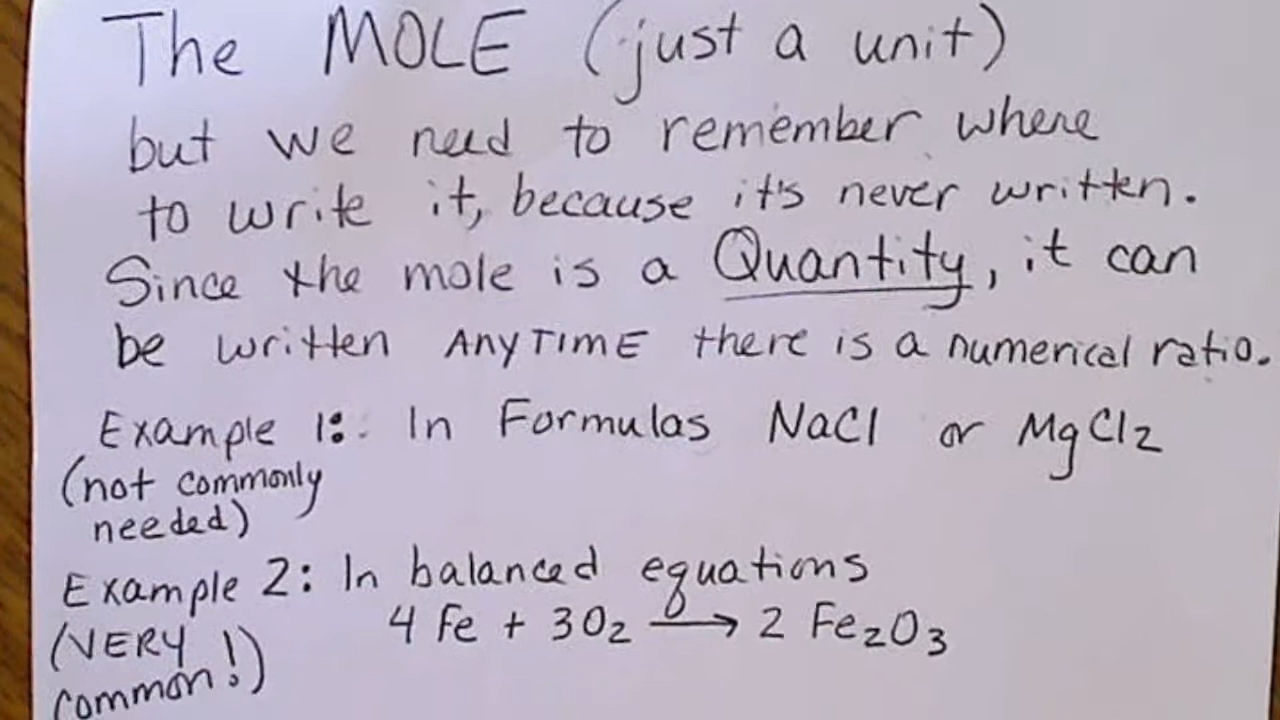 The MOLE (just a unit)
but we need to remember where
to write it, because it's never written.
Since the mole is a Quantity, it can
be written ANYTIME there is a numerical ratio.
Example 1: In Formulas NaCl or MgCl2
(not commonly
needed)
Example 2: In balanced equations
(VERY 4 Fe + 3O2 → 2 Fe2O3
common!)